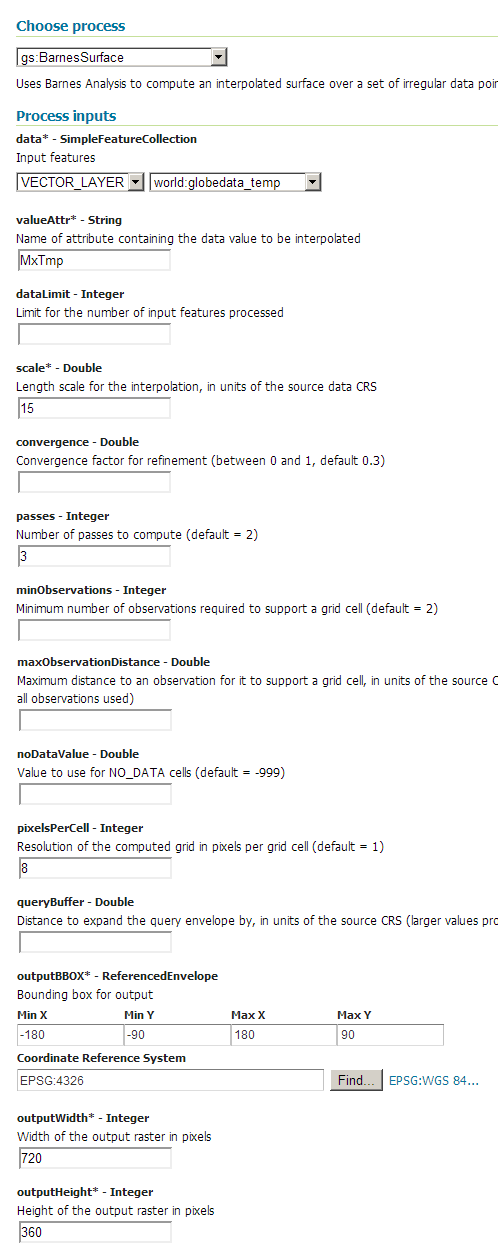 Choose process
gs:BarnesSurface
Uses Barnes Analysis to compute an interpolated surface over a set of irregular data
Process inputs
data* - SimpleFeatureCollection
Input features
VECTOR_LAYER world:globedata_temp
valueAttr* - String
Name of attribute containing the data value to be interpolated
MxTmp
dataLimit - Integer
Limit for the number of input features processed
scale* - Double
Length scale for the interpolation, in units of the source data CRS
15
convergence - Double
Convergence factor for refinement (between 0 and 1, default 0.3)
passes - Integer
Number of passes to compute (default = 2)
3
minObservations - Integer
Minimum number of observations required to support a grid cell (default = 2)
maxObservationDistance - Double
Maximum distance to an observation for it to support a grid cell, in units of the source
all observations used)
noDataValue - Double
Value to use for NO_DATA cells (default = -999)
pixelsPerCell - Integer
Resolution of the computed grid in pixels per grid cell (default = 1)
8
queryBuffer - Double
Distance to expand the query envelope by, in units of the source CRS (larger values
outputBBOX* - ReferencedEnvelope
Bounding box for output
Min X Min Y Max X Max Y
-180 -90 180 90
Coordinate Reference System
EPSG:4326 Find... EPSG:WGS 84...
outputWidth* - Integer
Width of the output raster in pixels
720
outputHeight* - Integer
Height of the output raster in pixels
360